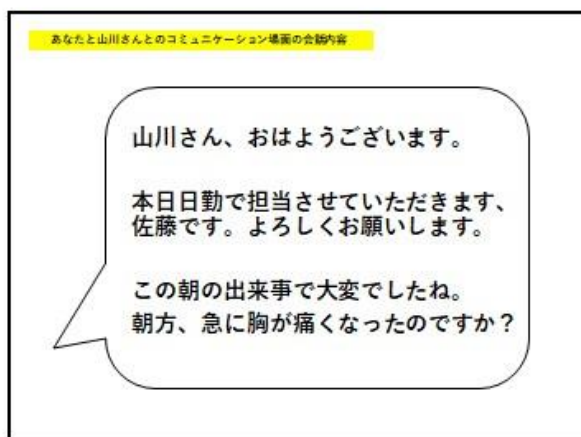 あなたと山川さんとのコミュニケーション場面の会話内容
山川さん、おはようございます。
本日日勤で担当させていただきます、
佐藤です。よろしくお願いします。
この朝の出来事で大変でしたね。
朝方、急に胸が痛くなったのですか？